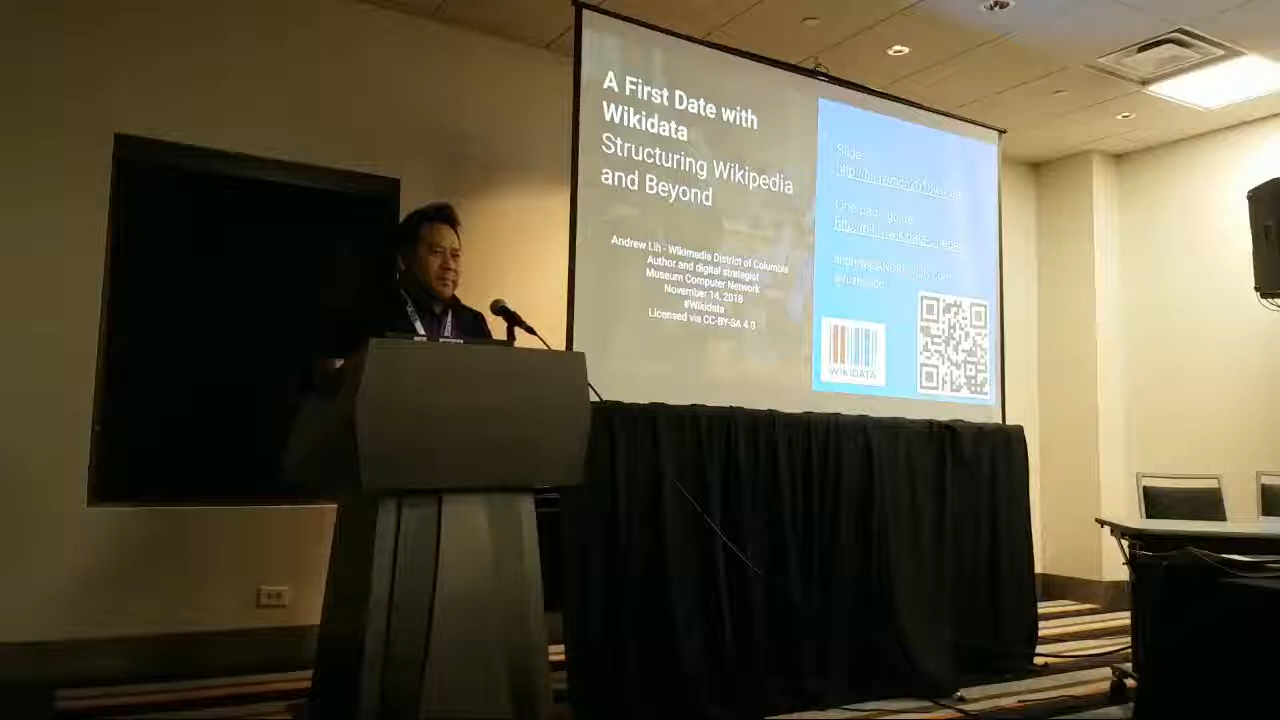 A First Date with
Wikidata
Structuring Wikipedia
and Beyond
Andrew Lih - Wikimedia District of Columbia
Author and digital strategist
Museum Computer Network
November 14, 2018
#Wikidata
Licensed via CC-BY-SA 4.0
WIKIDATA